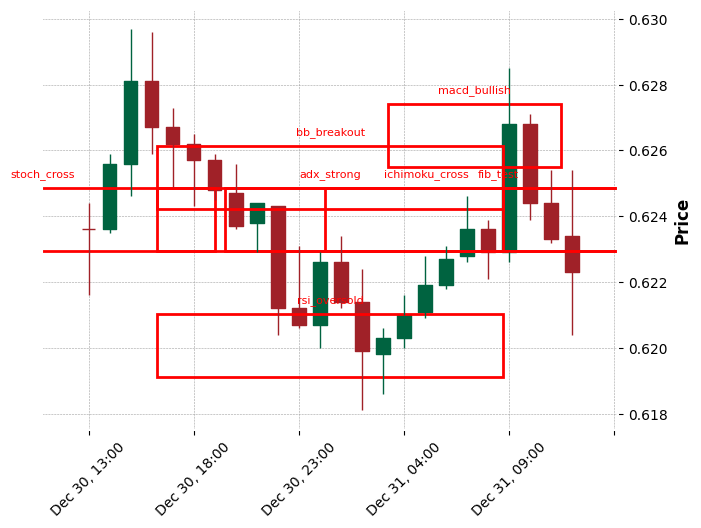 0.630
0.628
macd_bullish
bb_breakout
0.626
stoch_cross
adx_strong
ichimoku_cross
0.624
0.622
rsi_oversold
0.620
0.618
Price
Dec 30, 13:00
Dec 30, 18:00
Dec 30, 23:00
Dec 31, 04:00
Dec 31, 09:00